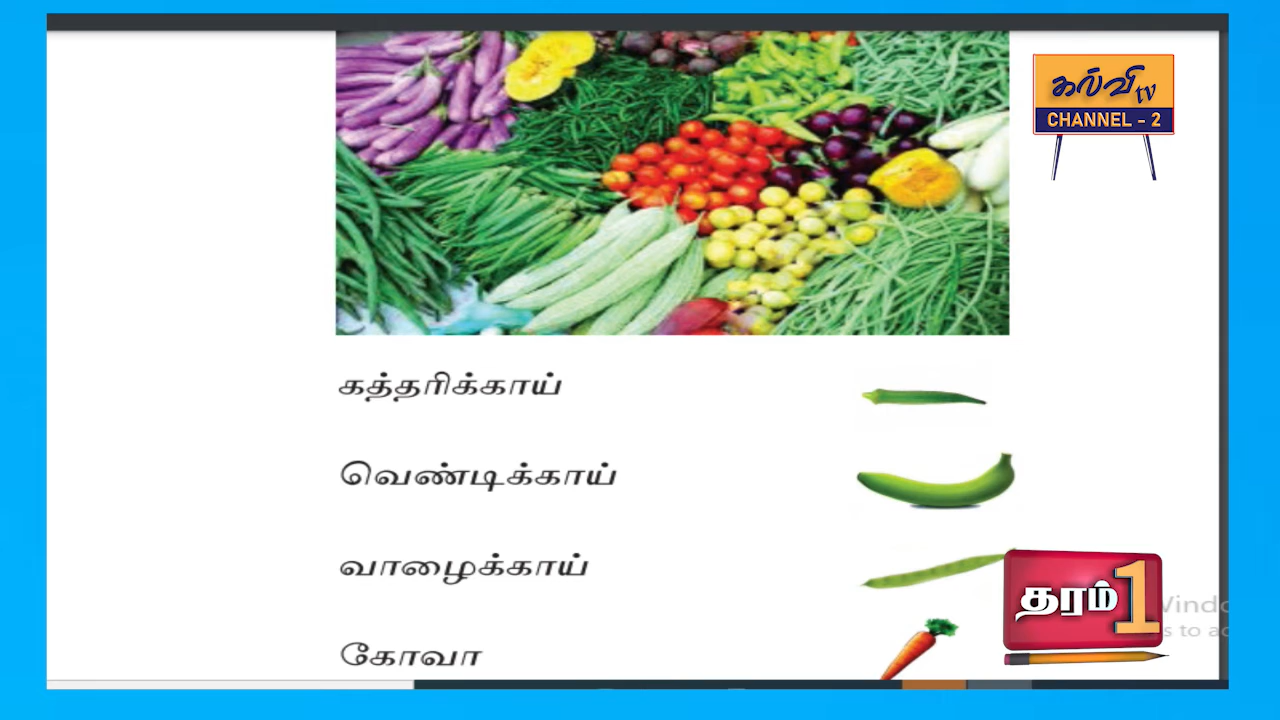 கல்வி tv
CHANNEL - 2
கத்தரிக்காய்
வெண்டிக்காய்
வாழைக்காய்
தரம் 1
கோவா